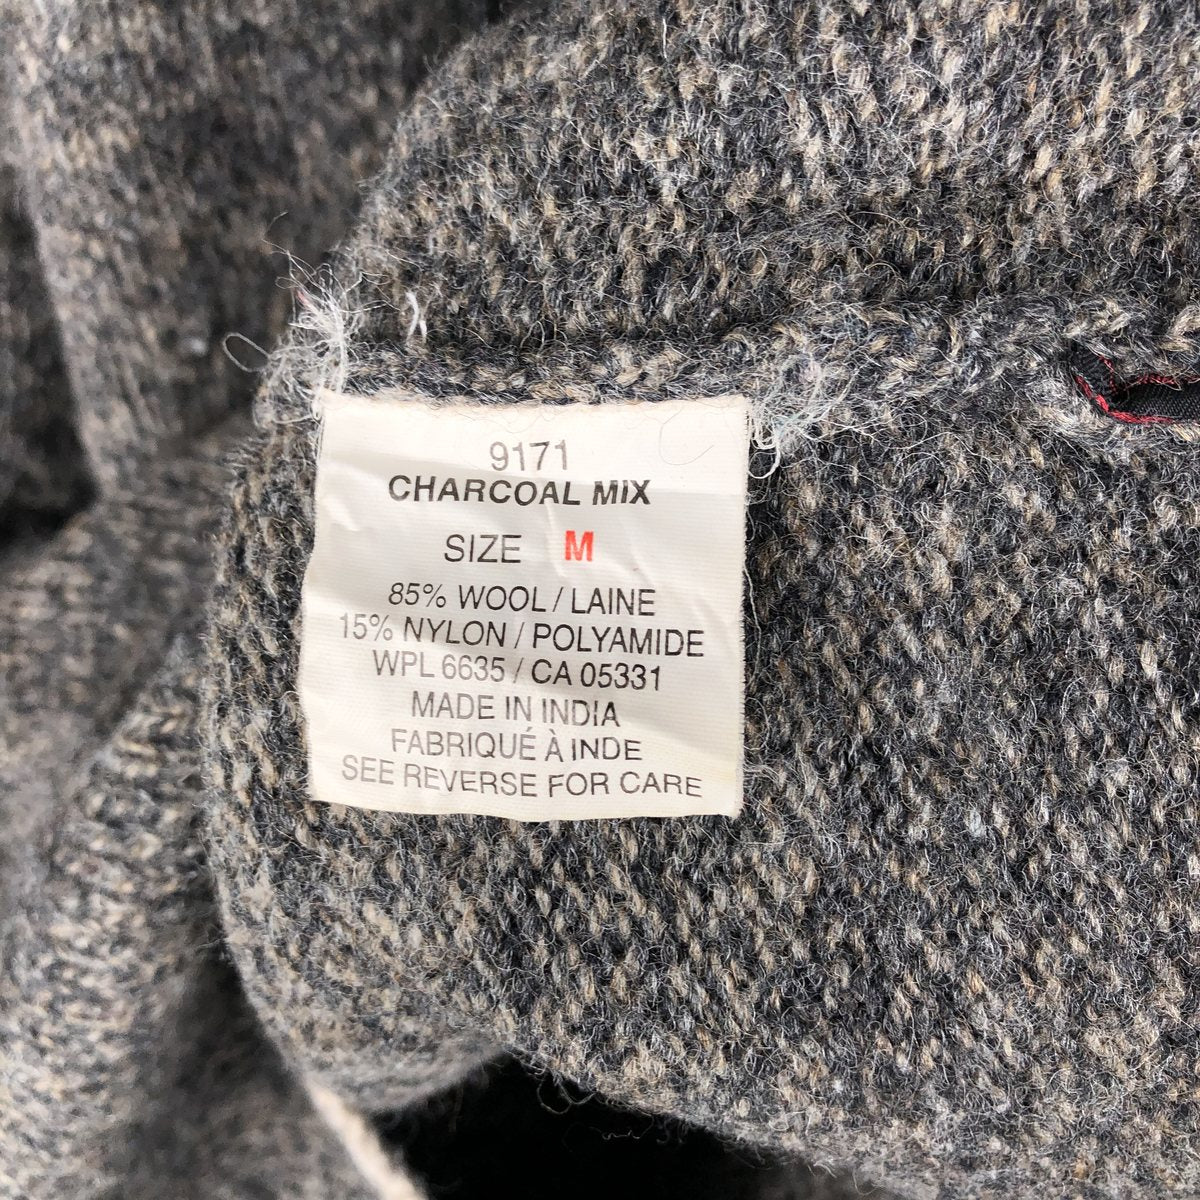 9171
CHARCOAL MIX
SIZE M
85% WOOL / LAINE
15% NYLON / POLYAMIDE
WPL 6635 / CA 05331
MADE IN INDIA
FABRIQUÉ À INDE
SEE REVERSE FOR CARE